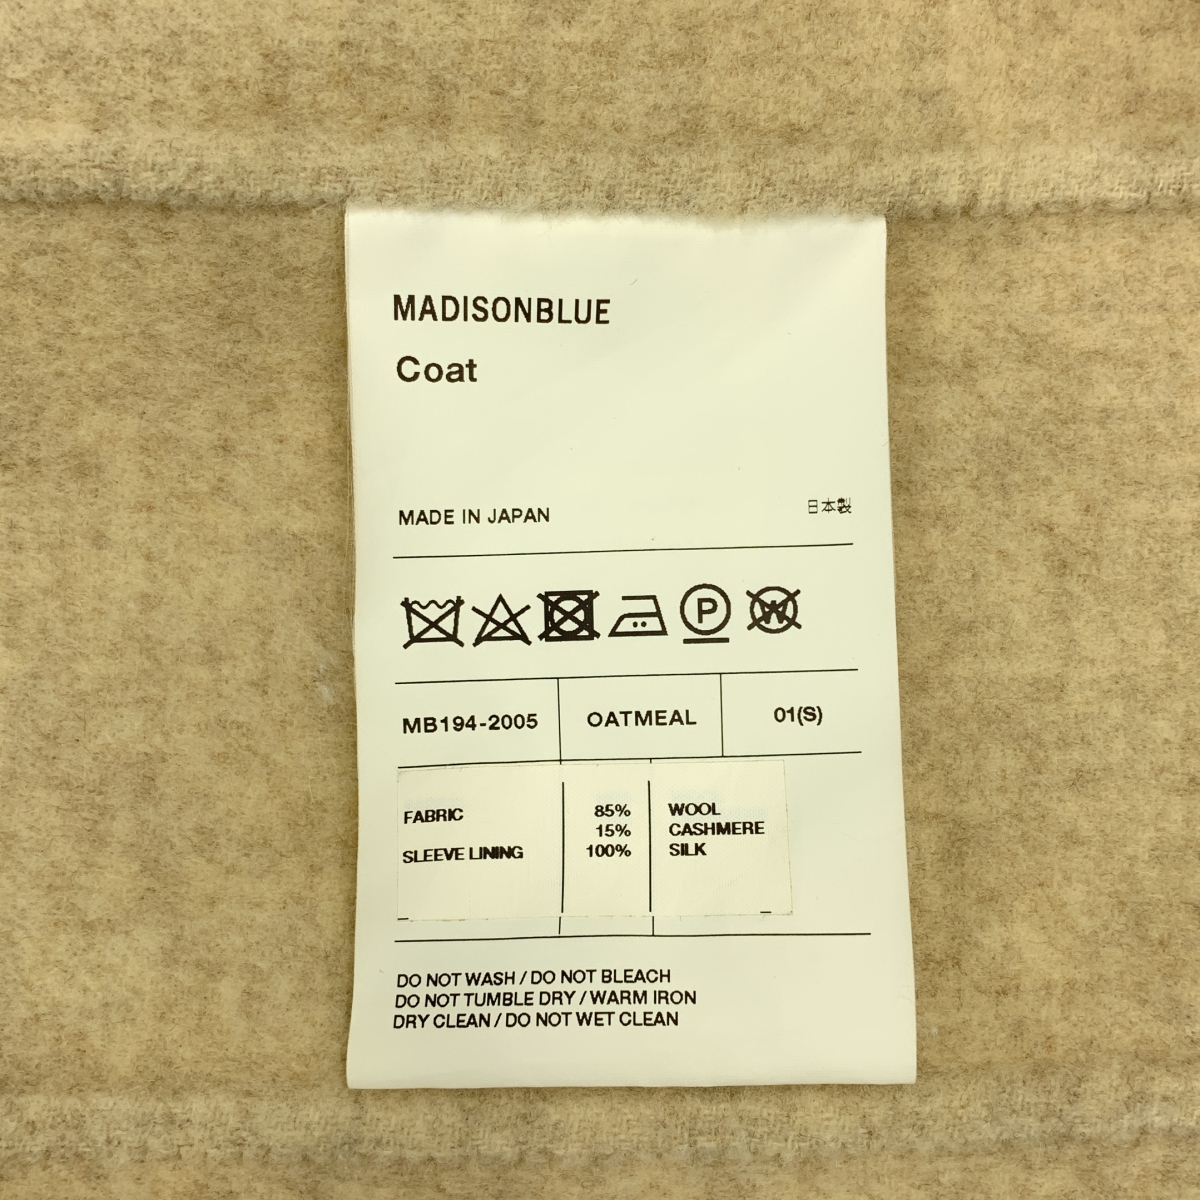 MADISONBLUE
Coat
MADE IN JAPAN 日本製
P W
MB194-2005 OATMEAL 01(S)
FABRIC 85% WOOL
15% CASHMERE
SLEEVE LINING 100% SILK
DO NOT WASH / DO NOT BLEACH
DO NOT TUMBLE DRY / WARM IRON
DRY CLEAN / DO NOT WET CLEAN